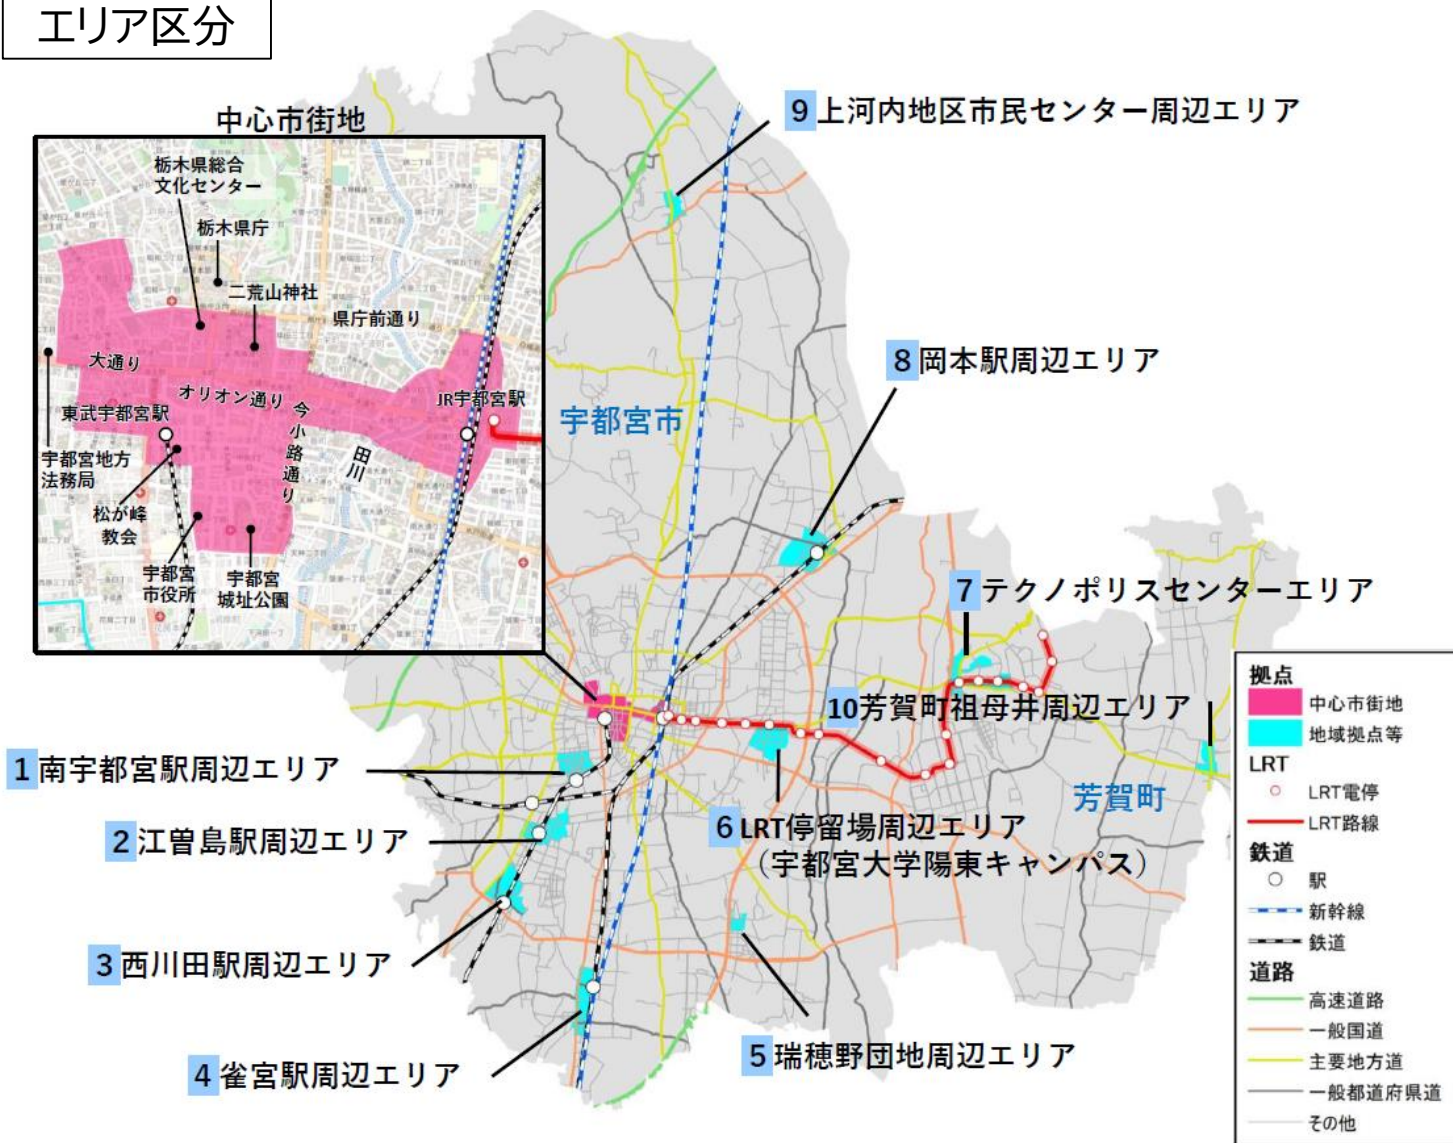 エリア区分
中心市街地
栃木県総合
文化センター
栃木県庁
二荒山神社
県庁前通り
大通り
オリオン通り
今小路通り
JR宇都宮駅
東武宇都宮駅
田川
宇都宮地方
法務局
松が峰
教会
宇都宮
市役所
宇都宮
城址公園
9 上河内地区市民センター周辺エリア
8 岡本駅周辺エリア
宇都宮市
7 テクノポリスセンターエリア
10 芳賀町祖母井周辺エリア
芳賀町
1 南宇都宮駅周辺エリア
2 江曽島駅周辺エリア
6 LRT停留場周辺エリア
（宇都宮大学陽東キャンパス）
3 西川田駅周辺エリア
5 瑞穂野団地周辺エリア
4 雀宮駅周辺エリア
拠点
中心市街地
地域拠点等
LRT
LRT電停
LRT路線
鉄道
駅
新幹線
鉄道
道路
高速道路
一般国道
主要地方道
一般都道府県道
その他